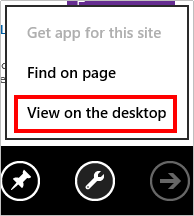 Get app for this site
Find on page
View on the desktop